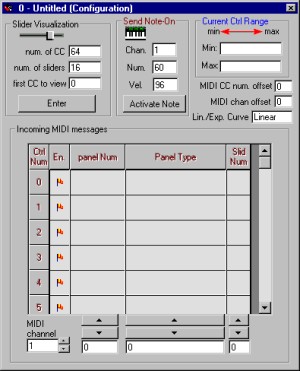 0 - Untitled (Configuration)
Slider Visualization
num. of CC 64
num. of sliders 16
first CC to view 0
Enter
Send Note-On
Chan. 1
Num. 60
Vel. 96
Activate Note
Current Ctrl Range
min max
Min:
Max:
MIDI CC num. offset 0
MIDI chan offset 0
Lin./Exp. Curve Linear
Incoming MIDI messages
Ctrl Num En. panel Num Panel Type Slid Num
0
1
2
3
4
5
MIDI channel
1 0 0 0